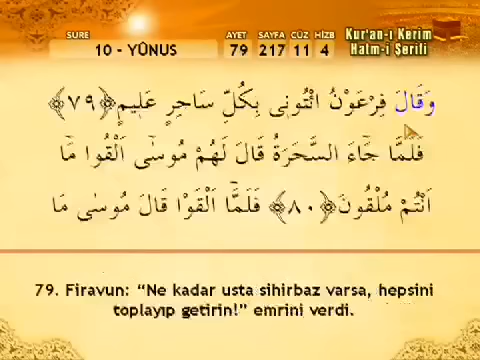 SURE AYET SAYFA CÜZ HİZB
10 - YÛNUS 79 217 11 4
Kur'an-ı Kerim
Hatm-i Şerifi
وَقَالَ فِرْعَوْنُ ائْتُونٖى بِكُلِّ سَاحِرٍ عَلٖيمٍ ﴿٧٩﴾
فَلَمَّا جَٓاءَ السَّحَرَةُ قَالَ لَهُمْ مُوسٰٓى اَلْقُوا مَٓا
اَنْتُمْ مُلْقُونَ ﴿٨٠﴾ فَلَمَّٓا اَلْقَوْا قَالَ مُوسٰى مَا
79. Firavun: “Ne kadar usta sihirbaz varsa, hepsini
toplayıp getirin!” emrini verdi.